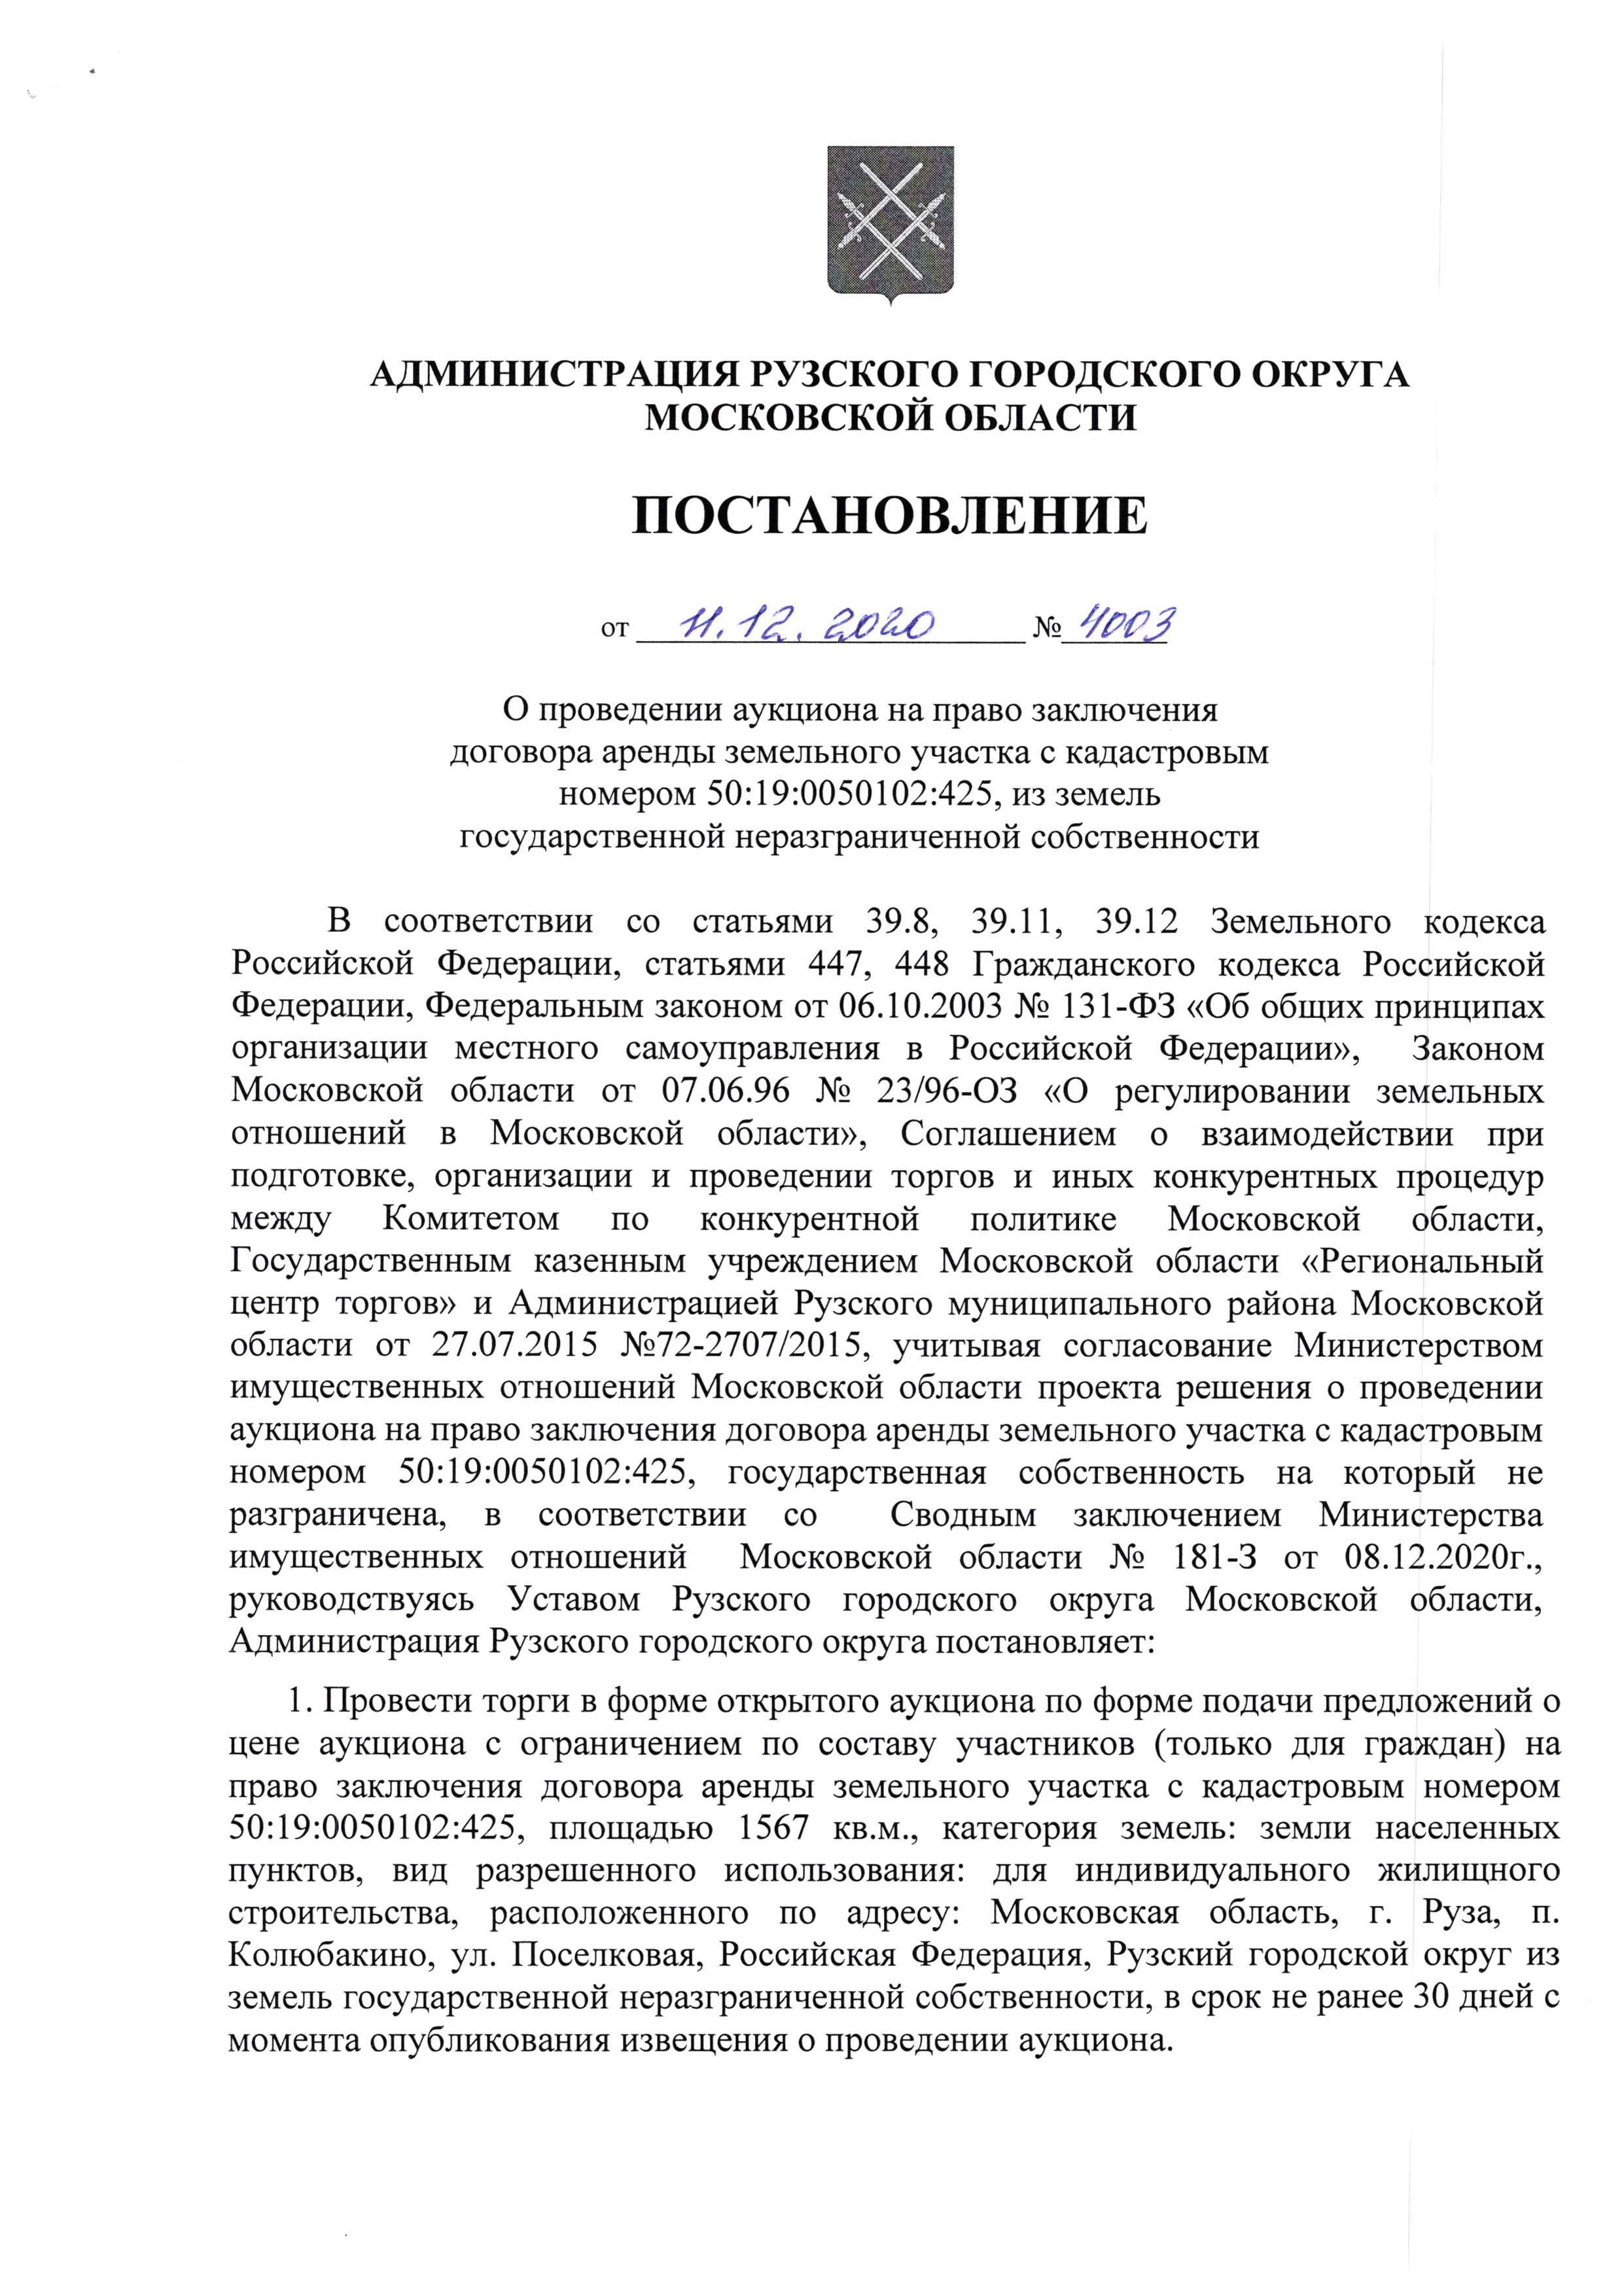 АДМИНИСТРАЦИЯ РУЗСКОГО ГОРОДСКОГО ОКРУГА
МОСКОВСКОЙ ОБЛАСТИ
ПОСТАНОВЛЕНИЕ
от 11.12.2020 № 4003
О проведении аукциона на право заключения
договора аренды земельного участка с кадастровым
номером 50:19:0050102:425, из земель
государственной неразграниченной собственности
В соответствии со статьями 39.8, 39.11, 39.12 Земельного кодекса
Российской Федерации, статьями 447, 448 Гражданского кодекса Российской
Федерации, Федеральным законом от 06.10.2003 № 131-ФЗ «Об общих принципах
организации местного самоуправления в Российской Федерации», Законом
Московской области от 07.06.96 № 23/96-ОЗ «О регулировании земельных
отношений в Московской области», Соглашением о взаимодействии при
подготовке, организации и проведении торгов и иных конкурентных процедур
между Комитетом по конкурентной политике Московской области,
Государственным казенным учреждением Московской области «Региональный
центр торгов» и Администрацией Рузского муниципального района Московской
области от 27.07.2015 №72-2707/2015, учитывая согласование Министерством
имущественных отношений Московской области проекта решения о проведении
аукциона на право заключения договора аренды земельного участка с кадастровым
номером 50:19:0050102:425, государственная собственность на который не
разграничена, в соответствии со Сводным заключением Министерства
имущественных отношений Московской области № 181-З от 08.12.2020г.,
руководствуясь Уставом Рузского городского округа Московской области,
Администрация Рузского городского округа постановляет:
1. Провести торги в форме открытого аукциона по форме подачи предложений о
цене аукциона с ограничением по составу участников (только для граждан) на
право заключения договора аренды земельного участка с кадастровым номером
50:19:0050102:425, площадью 1567 кв.м., категория земель: земли населенных
пунктов, вид разрешенного использования: для индивидуального жилищного
строительства, расположенного по адресу: Московская область, г. Руза, п.
Колюбакино, ул. Поселковая, Российская Федерация, Рузский городской округ из
земель государственной неразграниченной собственности, в срок не ранее 30 дней с
момента опубликования извещения о проведении аукциона.